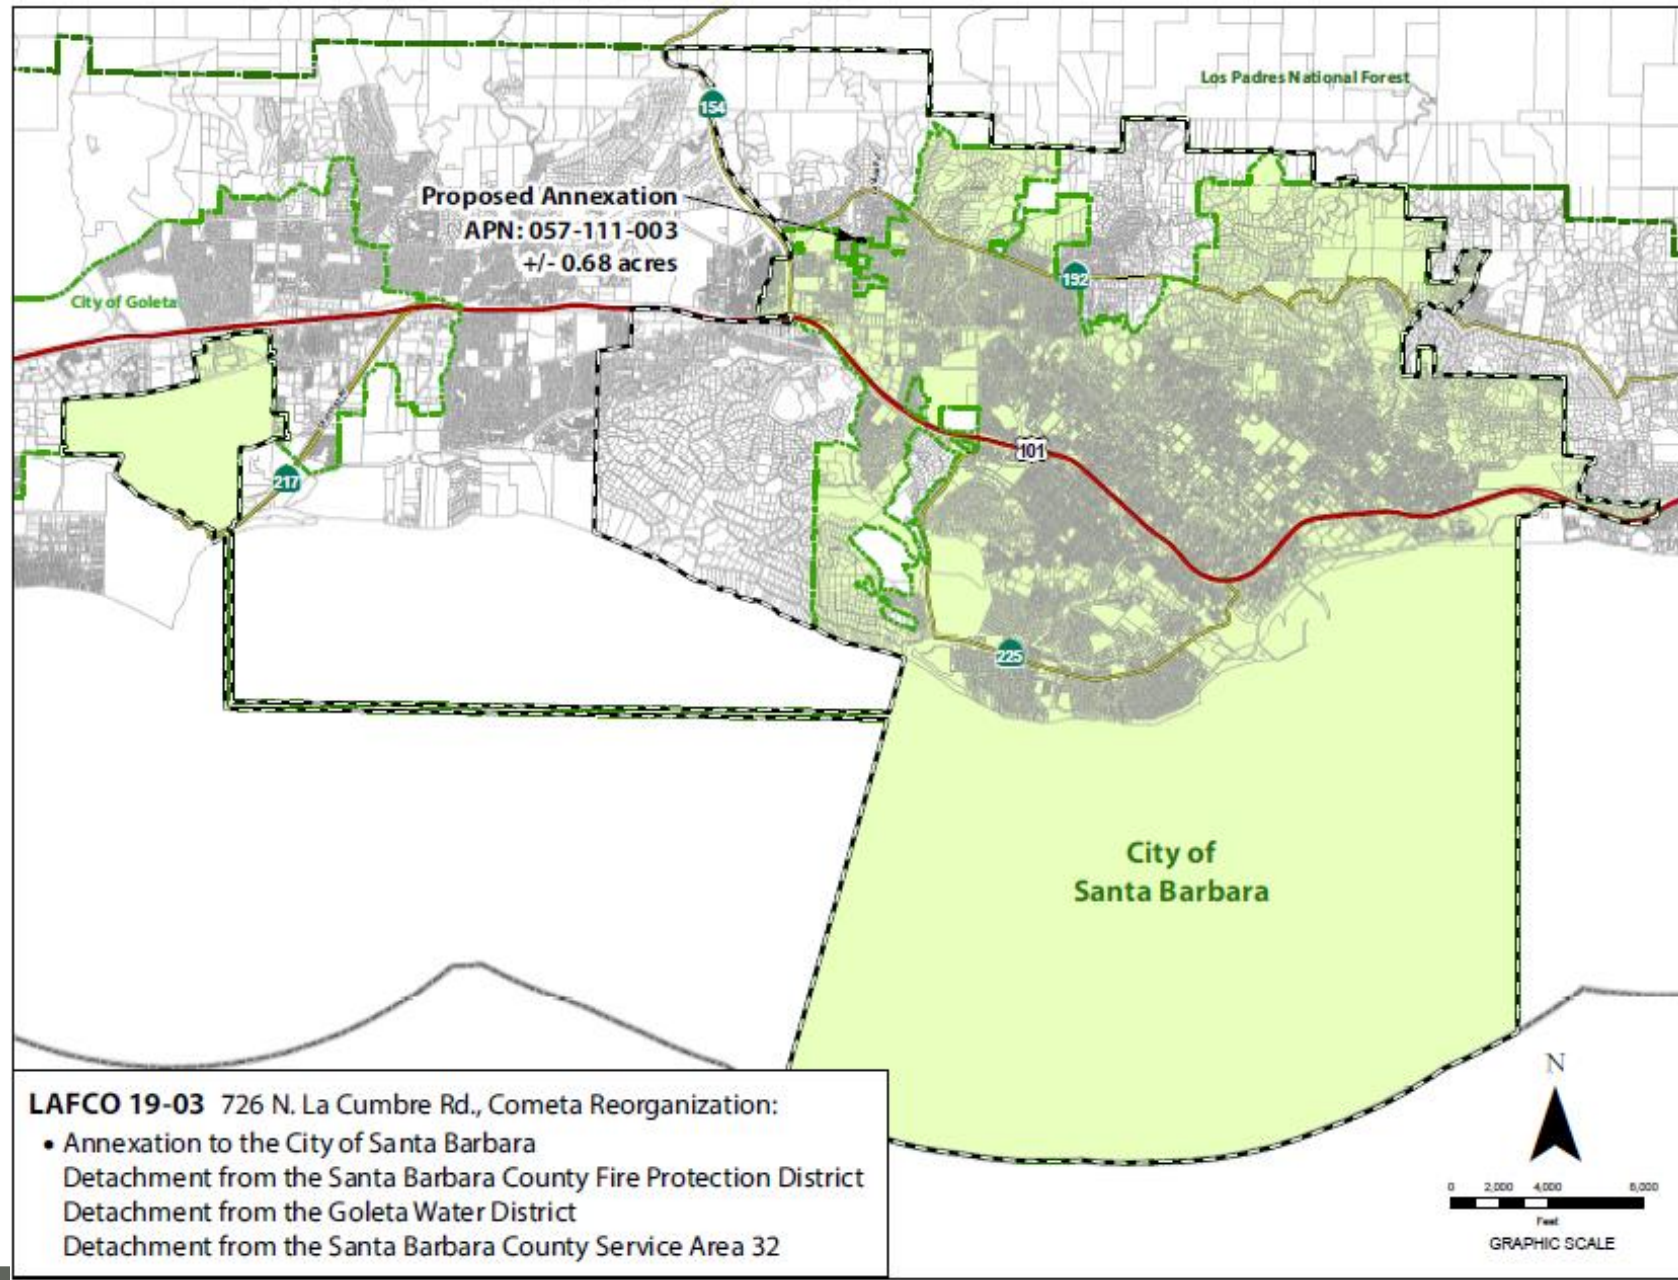 Los Padres National Forest
154
Proposed Annexation
APN: 057-111-003
+/- 0.68 acres
192
City of Goleta
101
217
225
City of
Santa Barbara
N
LAFCO 19-03 726 N. La Cumbre Rd., Cometa Reorganization:
• Annexation to the City of Santa Barbara
Detachment from the Santa Barbara County Fire Protection District
Detachment from the Goleta Water District
Detachment from the Santa Barbara County Service Area 32
0 2,000 4,000
Feet
GRAPHIC SCALE